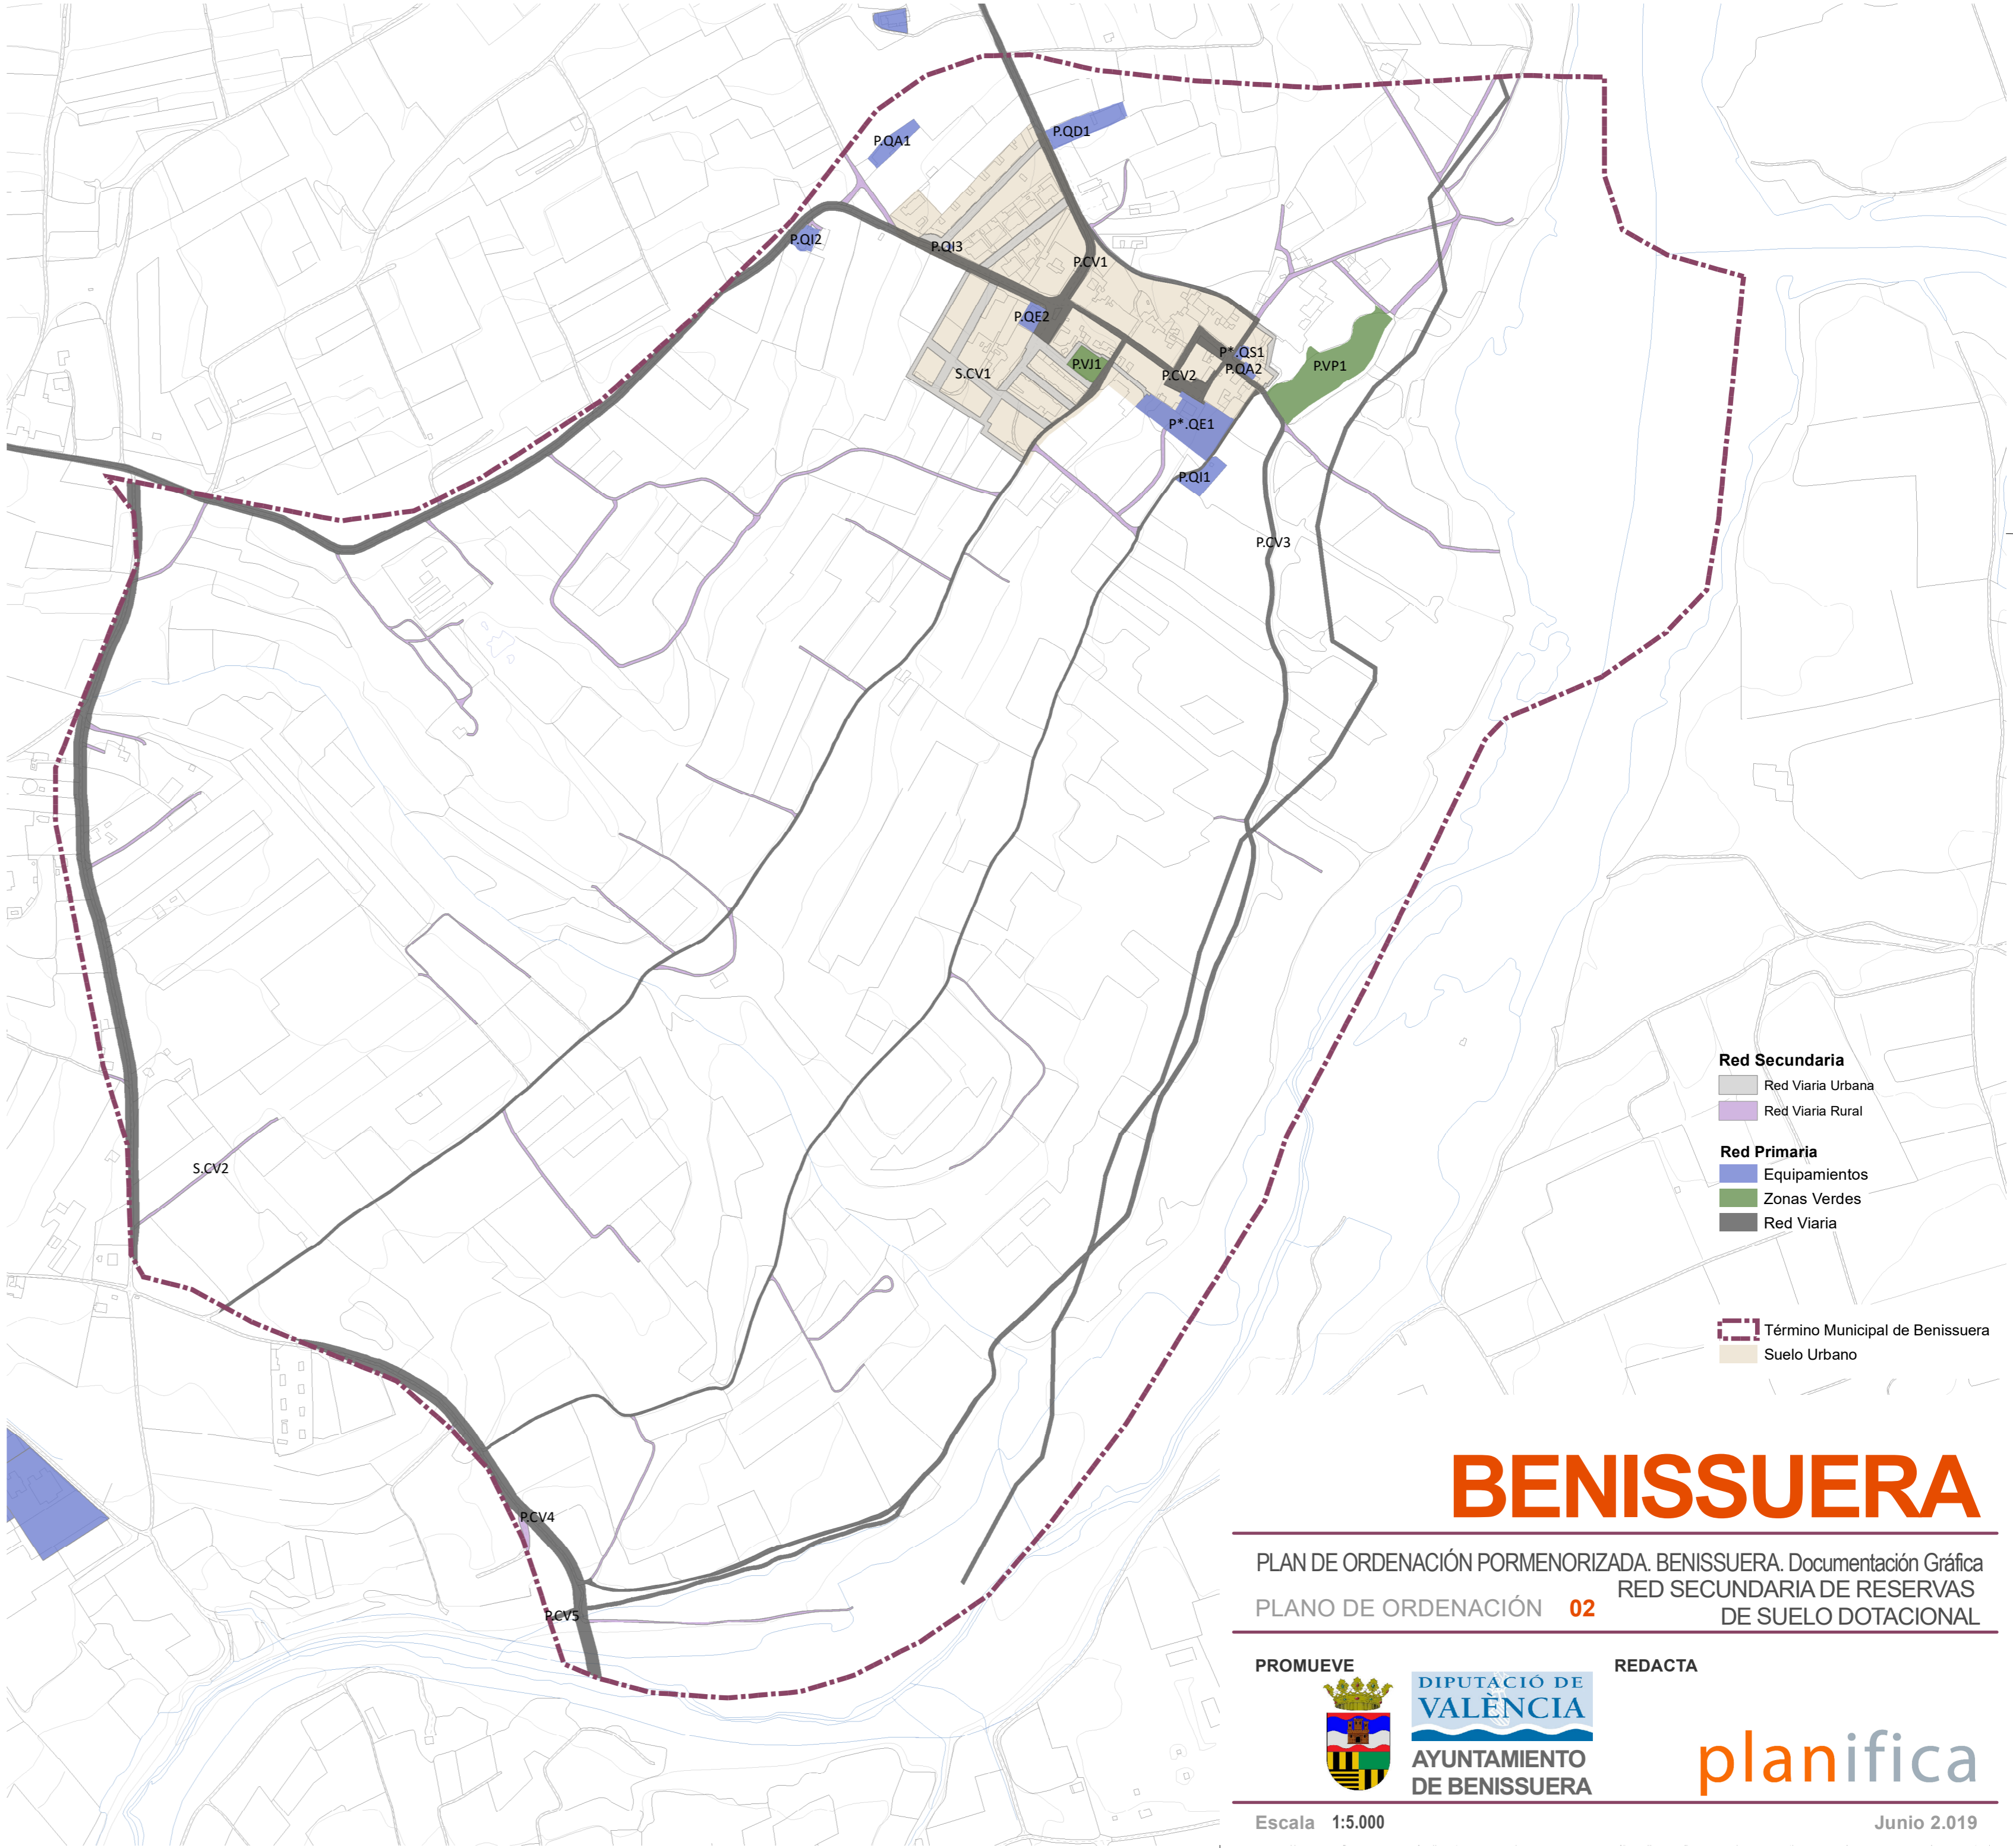 P.QD1
P.QA1
P.QI2
P.QI3
P.CV1
P.QE2
P*.QS1
P.QA2
P.VJ1
P.VP1
S.CV1
P.CV2
P*.QE1
P.QI1
P.CV3
S.CV2
P.CV4
P.CV5
Red Secundaria
Red Viaria Urbana
Red Viaria Rural
Red Primaria
Equipamientos
Zonas Verdes
Red Viaria
Término Municipal de Benissuera
Suelo Urbano
BENISSUERA
PLAN DE ORDENACIÓN PORMENORIZADA. BENISSUERA. Documentación Gráfica
PLANO DE ORDENACIÓN 02
RED SECUNDARIA DE RESERVAS
DE SUELO DOTACIONAL
PROMUEVE
DIPUTACIÓ DE
VALÈNCIA
AYUNTAMIENTO
DE BENISSUERA
REDACTA
planifica
Escala 1:5.000
Junio 2.019